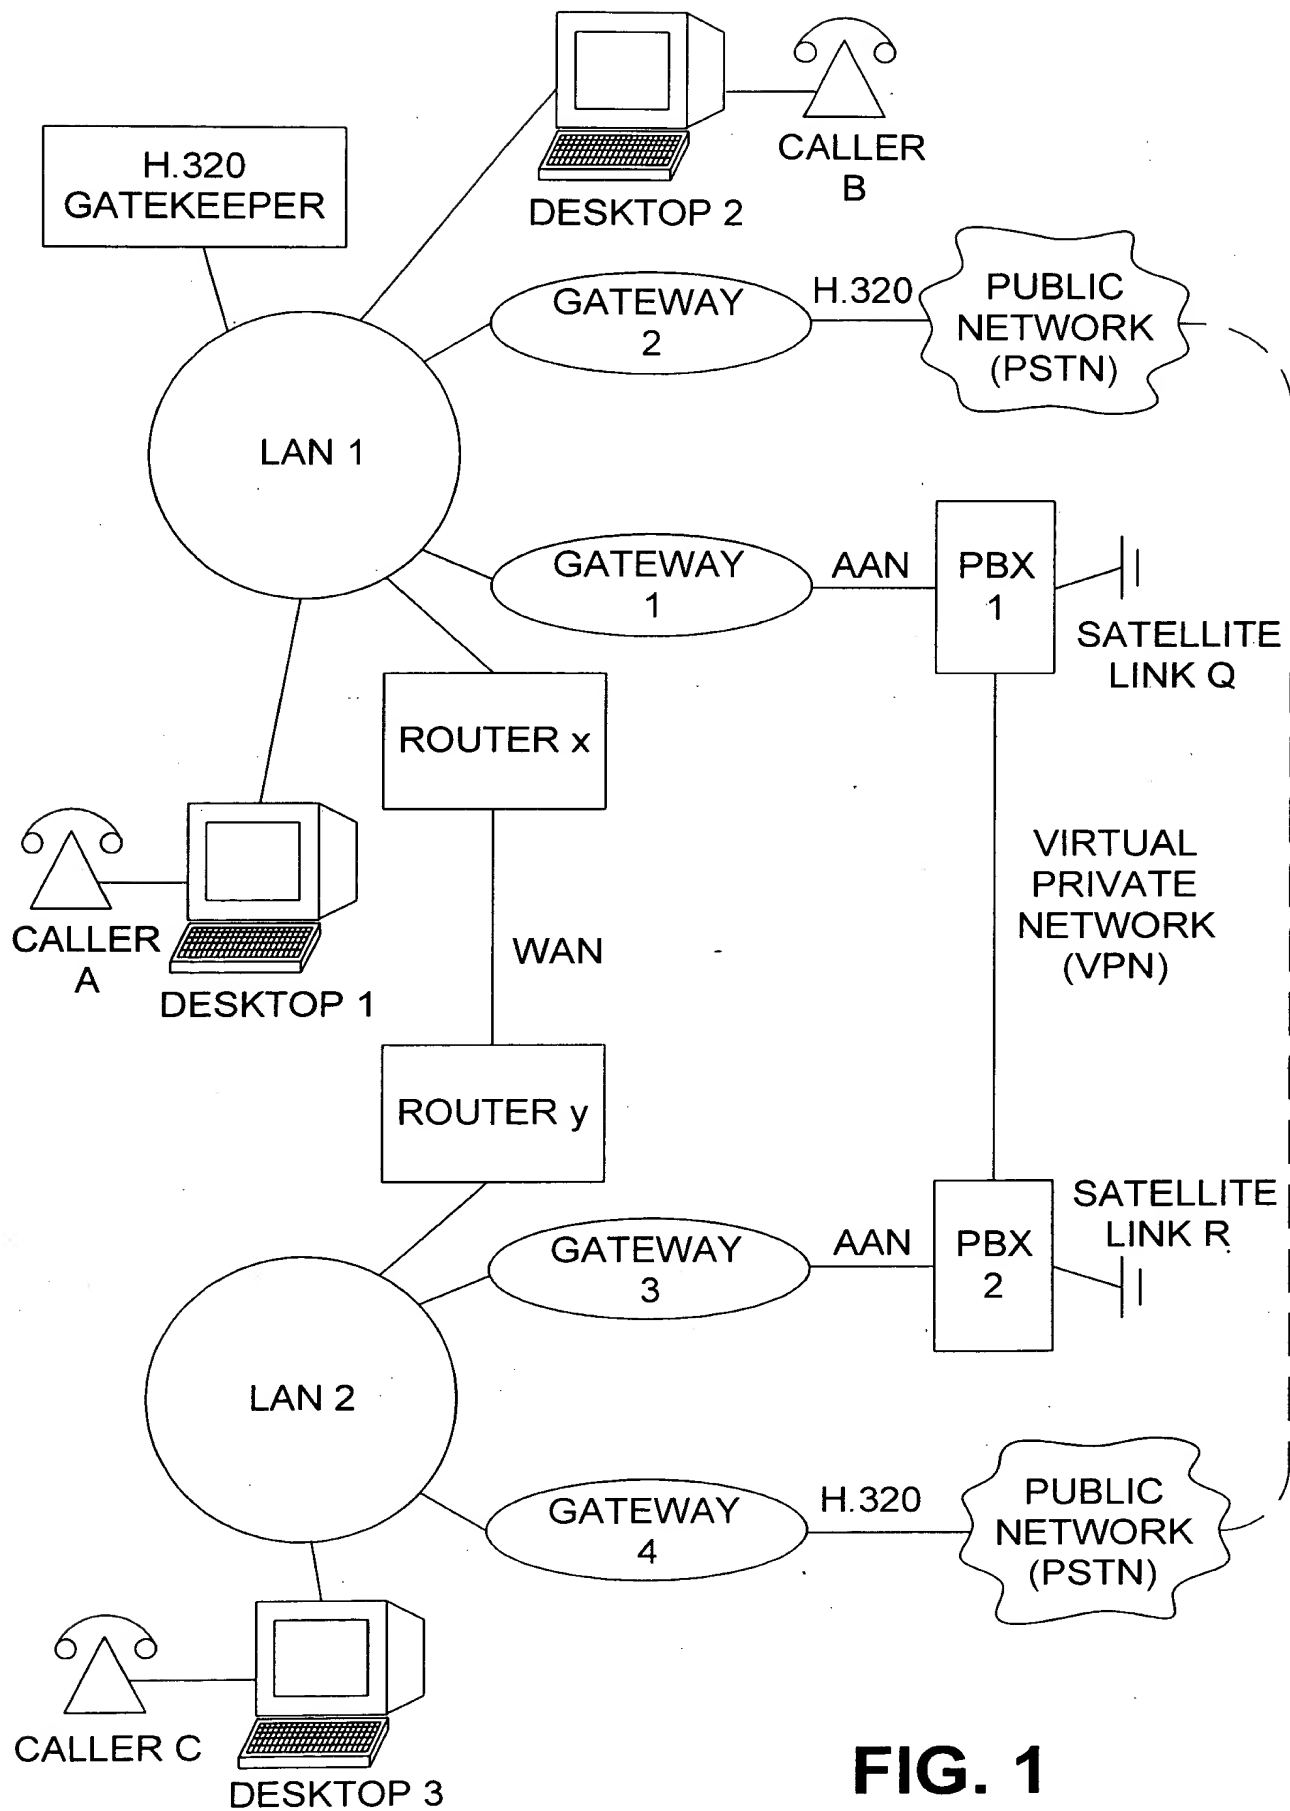 CALLER
B
H.320
GATEKEEPER
DESKTOP 2
GATEWAY
2
H.320
PUBLIC
NETWORK
(PSTN)
LAN 1
GATEWAY
1
AAN
PBX
1
SATELLITE
LINK Q
ROUTER x
VIRTUAL
PRIVATE
NETWORK
(VPN)
CALLER
A
WAN
DESKTOP 1
ROUTER y
SATELLITE
LINK R
GATEWAY
3
AAN
PBX
2
LAN 2
GATEWAY
4
H.320
PUBLIC
NETWORK
(PSTN)
CALLER C
DESKTOP 3
FIG. 1